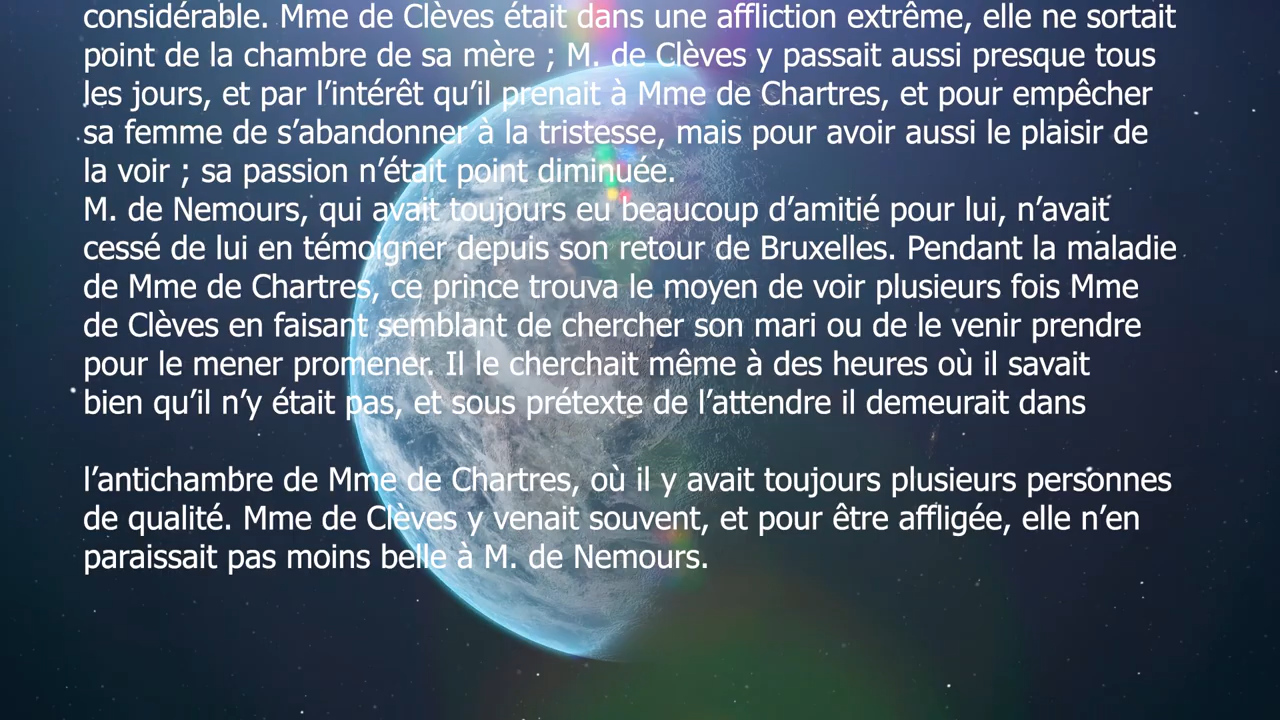 considérable. Mme de Clèves était dans une affliction extrême, elle ne sortait
point de la chambre de sa mère ; M. de Clèves y passait aussi presque tous
les jours, et par l’intérêt qu’il prenait à Mme de Chartres, et pour empêcher
sa femme de s’abandonner à la tristesse, mais pour avoir aussi le plaisir de
la voir ; sa passion n’était point diminuée.
M. de Nemours, qui avait toujours eu beaucoup d’amitié pour lui, n’avait
cessé de lui en témoigner depuis son retour de Bruxelles. Pendant la maladie
de Mme de Chartres, ce prince trouva le moyen de voir plusieurs fois Mme
de Clèves en faisant semblant de chercher son mari ou de le venir prendre
pour le mener promener. Il le cherchait même à des heures où il savait
bien qu’il n’y était pas, et sous prétexte de l’attendre il demeurait dans
l’antichambre de Mme de Chartres, où il y avait toujours plusieurs personnes
de qualité. Mme de Clèves y venait souvent, et pour être affligée, elle n’en
paraissait pas moins belle à M. de Nemours.